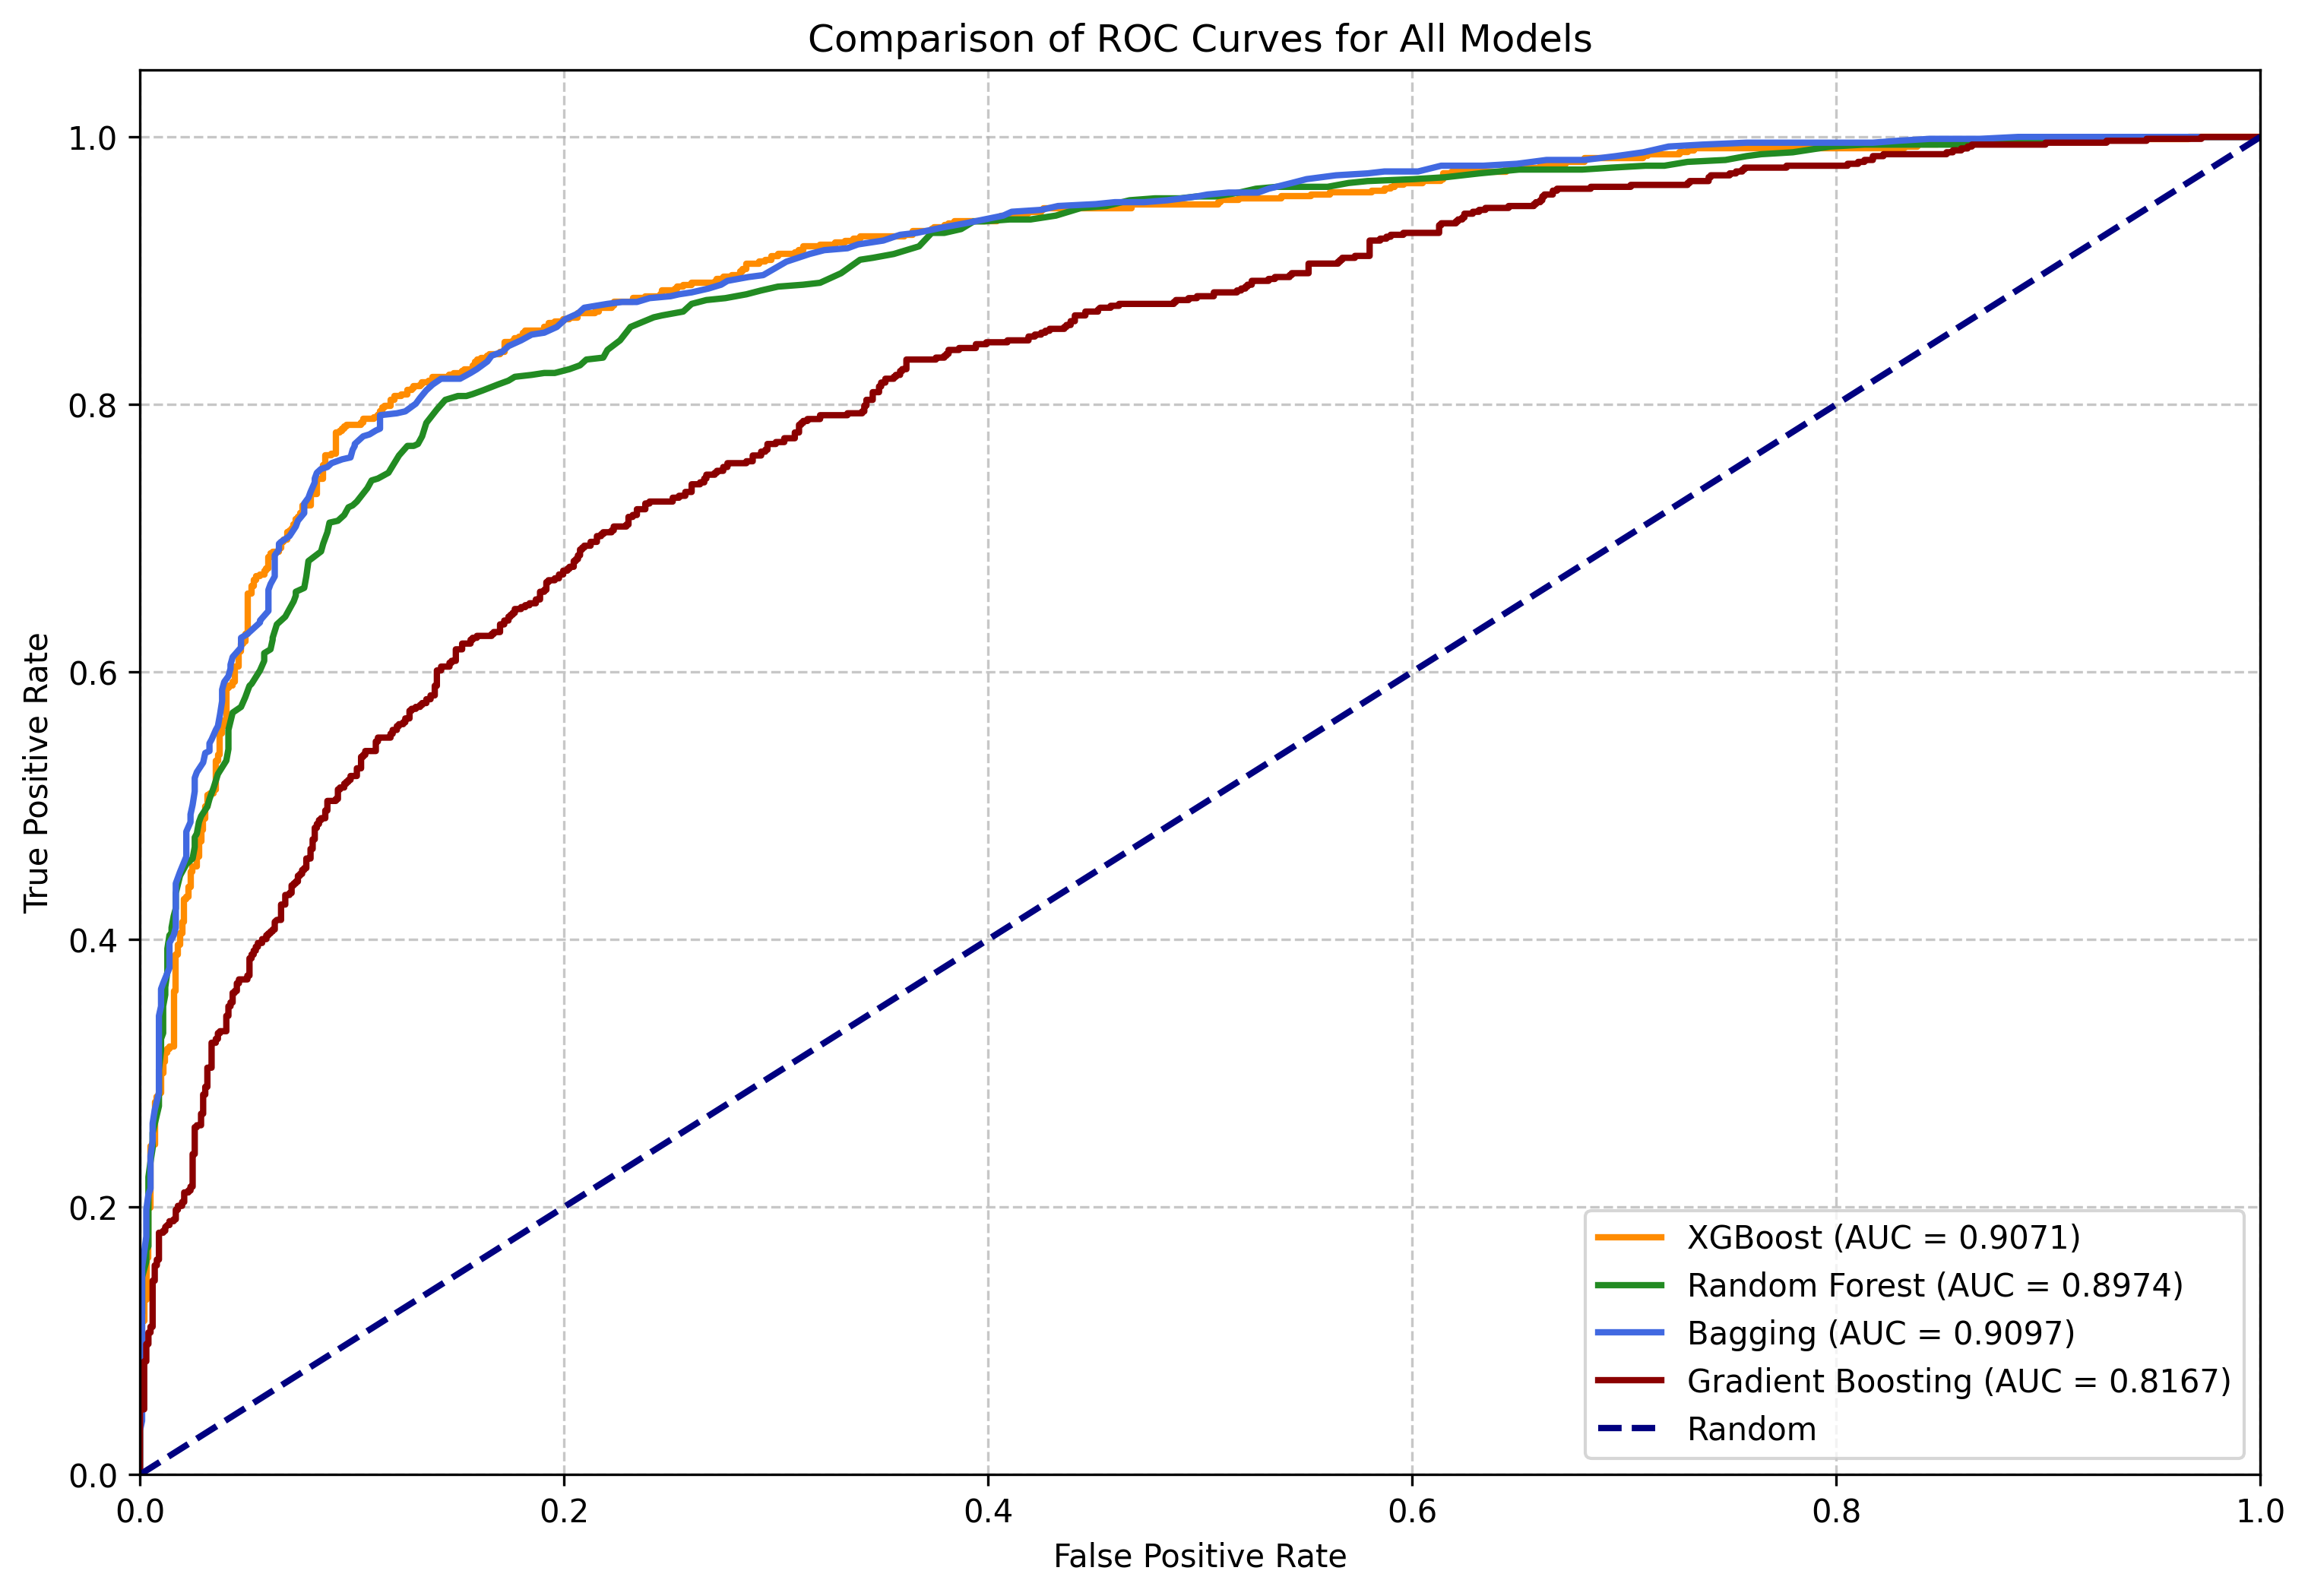 Comparison of ROC Curves for All Models
True Positive Rate
1.0
0.8
0.6
0.4
0.2
0.0
XGBoost (AUC = 0.9071)
Random Forest (AUC = 0.8974)
Bagging (AUC = 0.9097)
Gradient Boosting (AUC = 0.8167)
Random
0.0 0.2 0.4 0.6 0.8 1.0
False Positive Rate